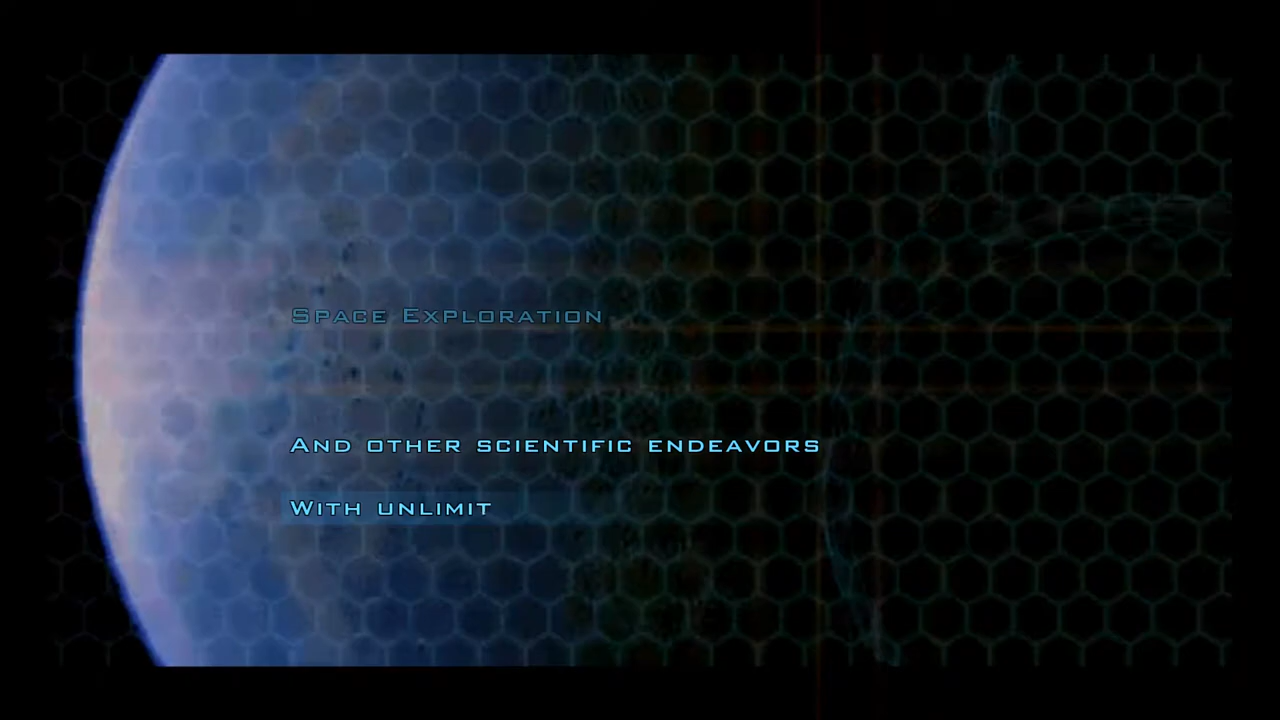 Space Exploration
And other scientific endeavors
With unlimit